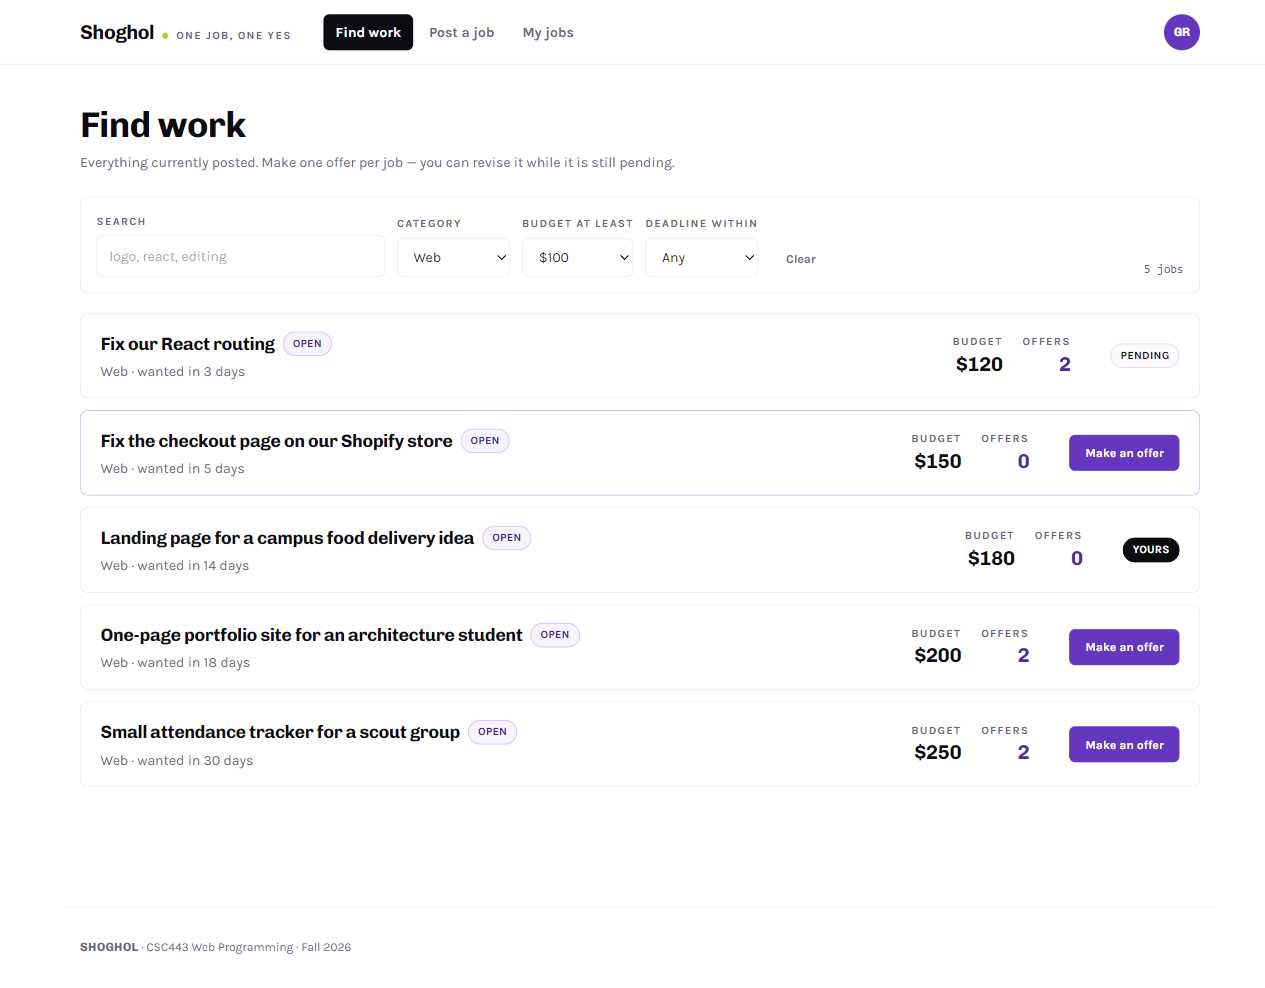 Shoghol ONE JOB, ONE YES Find work Post a job My jobs GR
Find work
Everything currently posted. Make one offer per job — you can revise it while it is still pending.
SEARCH CATEGORY BUDGET AT LEAST DEADLINE WITHIN
logo, react, editing Web $100 Any Clear 5 jobs
Fix our React routing OPEN
Web · wanted in 3 days
BUDGET OFFERS
$120 2
PENDING
Fix the checkout page on our Shopify store OPEN
Web · wanted in 5 days
BUDGET OFFERS
$150 0
Make an offer
Landing page for a campus food delivery idea OPEN
Web · wanted in 14 days
BUDGET OFFERS
$180 0
YOURS
One-page portfolio site for an architecture student OPEN
Web · wanted in 18 days
BUDGET OFFERS
$200 2
Make an offer
Small attendance tracker for a scout group OPEN
Web · wanted in 30 days
BUDGET OFFERS
$250 2
Make an offer
SHOGHOL · CSC443 Web Programming · Fall 2026